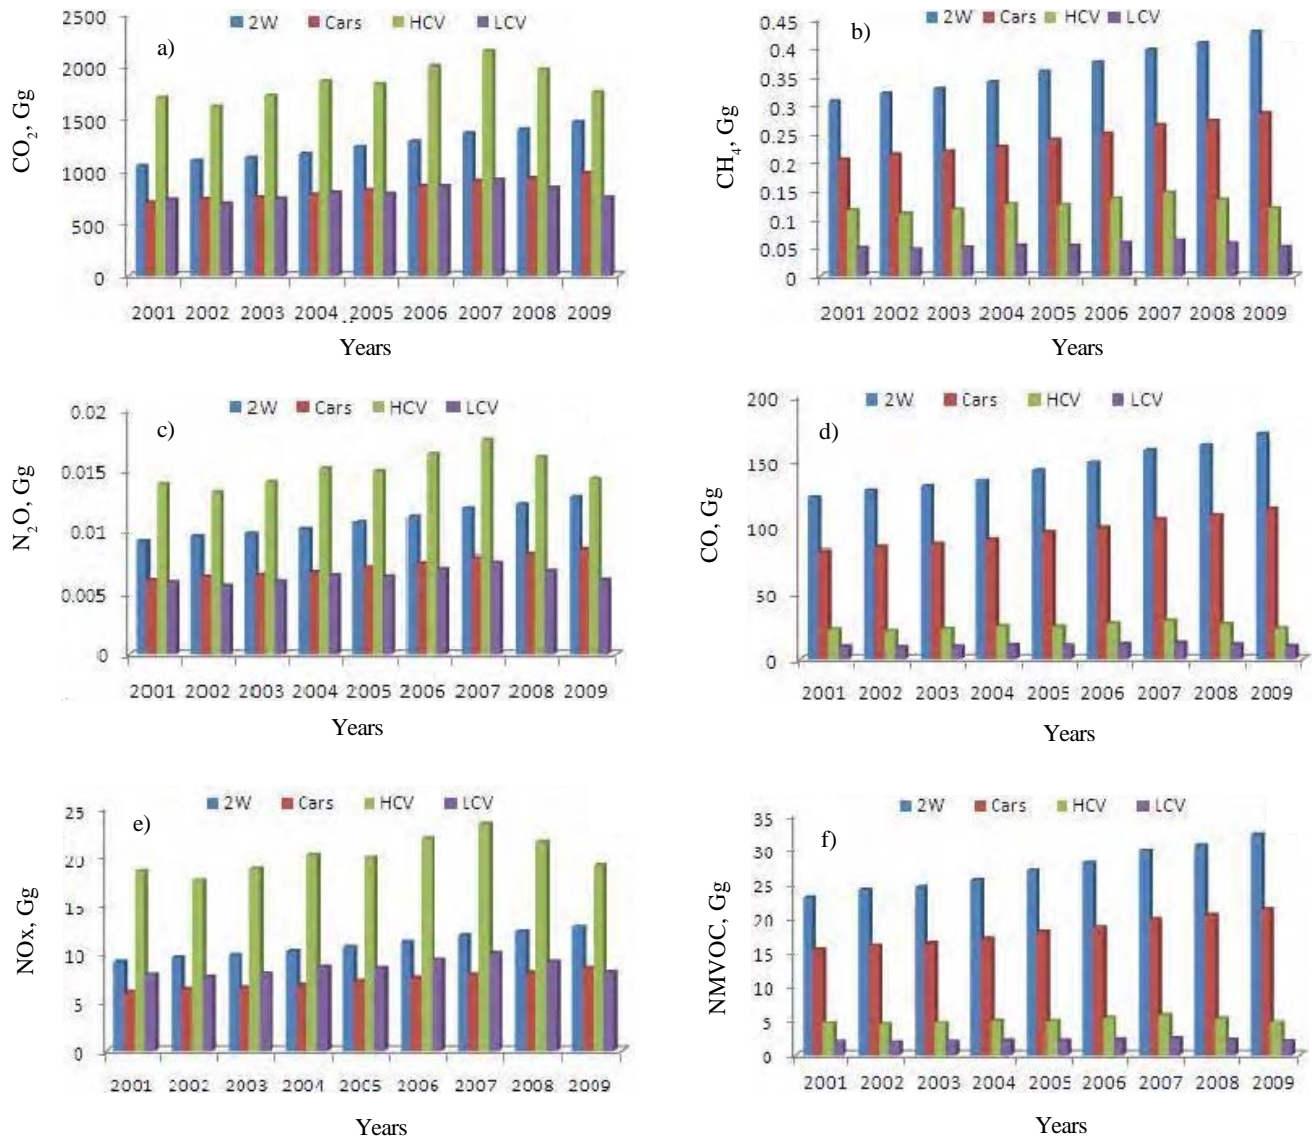 2W Cars HCV LCV
a)
2500
2000
1500
1000
500
0
CO2, Gg
2001 2002 2003 2004 2005 2006 2007 2008 2009
Years
2W Cars HCV LCV
b)
0.45
0.4
0.35
0.3
0.25
0.2
0.15
0.1
0.05
0
CH4, Gg
2001 2002 2003 2004 2005 2006 2007 2008 2009
Years
2W Cars HCV LCV
c)
0.02
0.015
0.01
0.005
0
N2O, Gg
2001 2002 2003 2004 2005 2006 2007 2008 2009
Years
2W Cars HCV LCV
d)
200
150
100
50
0
CO, Gg
2001 2002 2003 2004 2005 2006 2007 2008 2009
Years
2W Cars HCV LCV
e)
25
20
15
10
5
0
NOx, Gg
2001 2002 2003 2004 2005 2006 2007 2008 2009
Years
2W Cars HCV LCV
f)
35
30
25
20
15
10
5
0
NMVOC, Gg
2001 2002 2003 2004 2005 2006 2007 2008 2009
Years